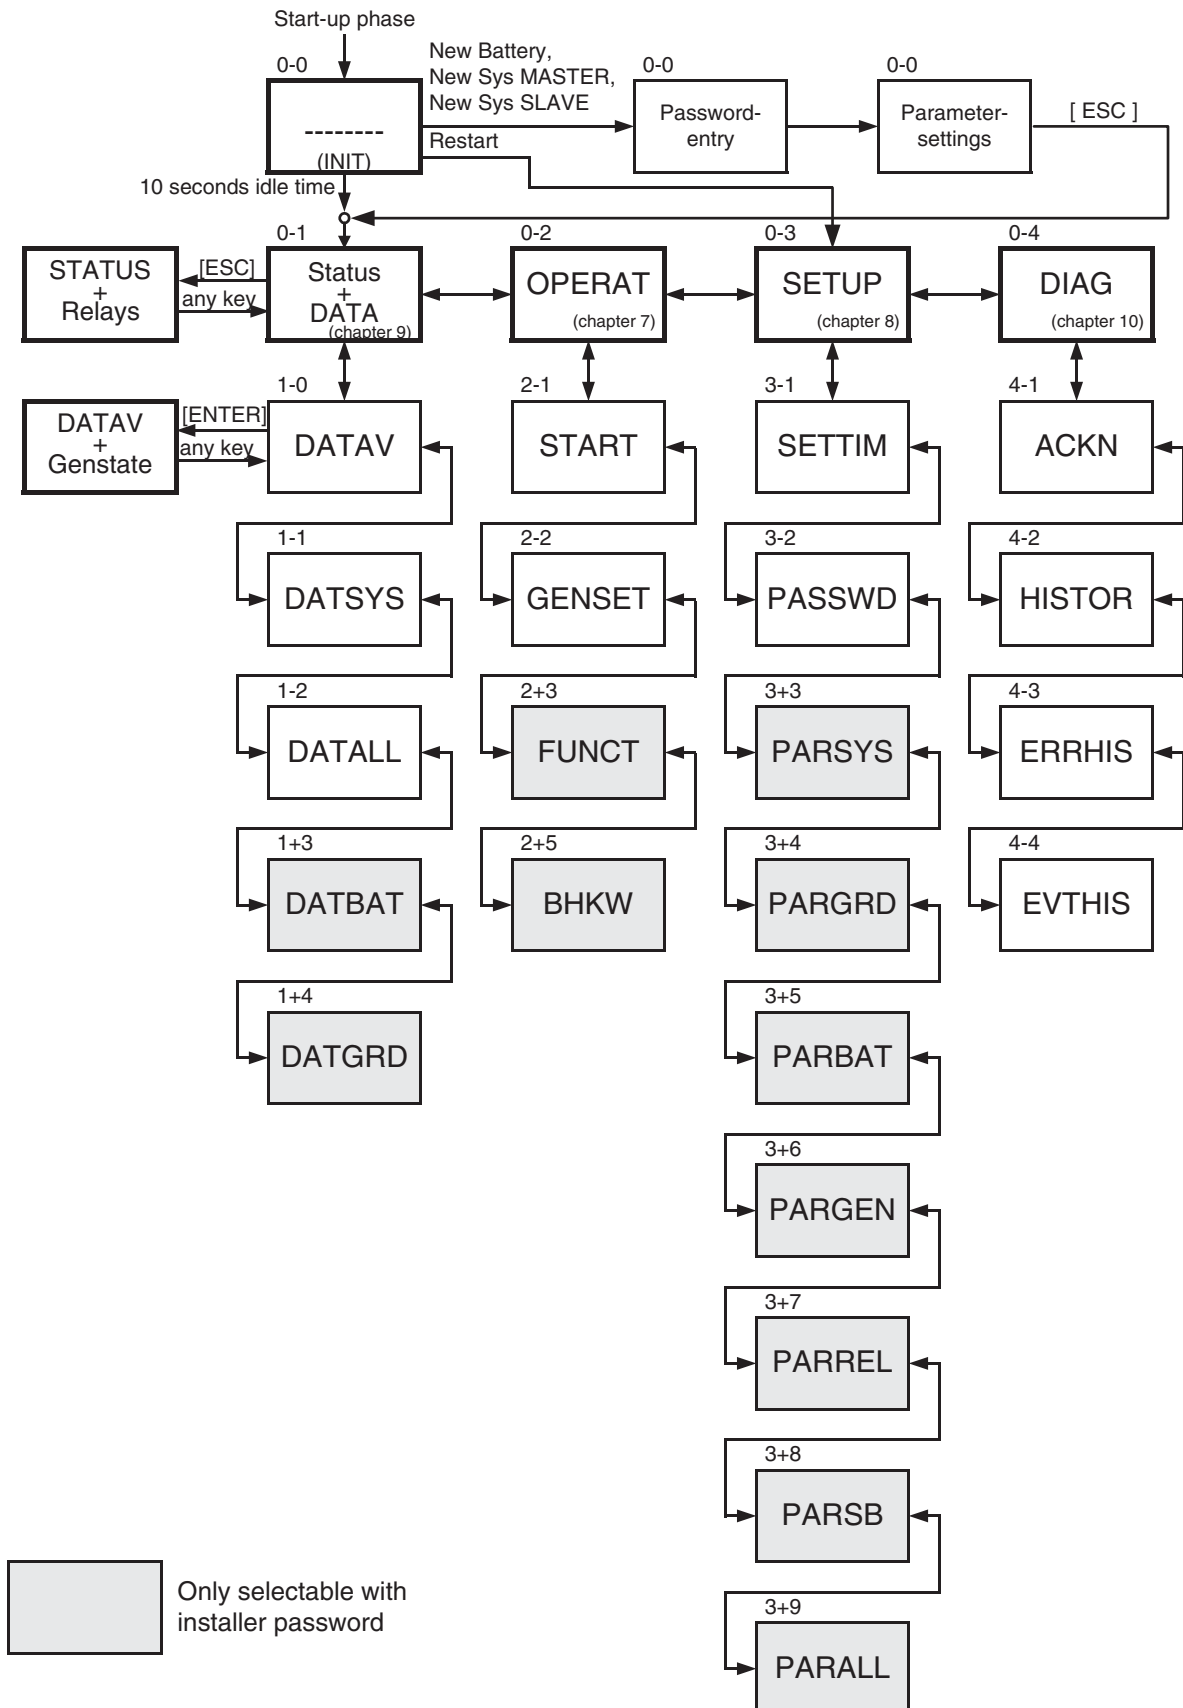 Start-up phase
0-0
--------
(INIT)
New Battery,
New Sys MASTER,
New Sys SLAVE
Restart
0-0
Password-
entry
0-0
Parameter-
settings
[ ESC ]
10 seconds idle time
STATUS
+
Relays
[ESC]
any key
0-1
Status
+
DATA
(chapter 9)
0-2
OPERAT
(chapter 7)
0-3
SETUP
(chapter 8)
0-4
DIAG
(chapter 10)
DATAV
+
Genstate
[ENTER]
any key
1-0
DATAV
2-1
START
3-1
SETTIM
4-1
ACKN
1-1
DATSYS
2-2
GENSET
3-2
PASSWD
4-2
HISTOR
1-2
DATALL
2+3
FUNCT
3+3
PARSYS
4-3
ERRHIS
1+3
DATBAT
2+5
BHKW
3+4
PARGRD
4-4
EVTHIS
1+4
DATGRD
3+5
PARBAT
3+6
PARGEN
3+7
PARREL
3+8
PARSB
3+9
PARALL
Only selectable with
installer password